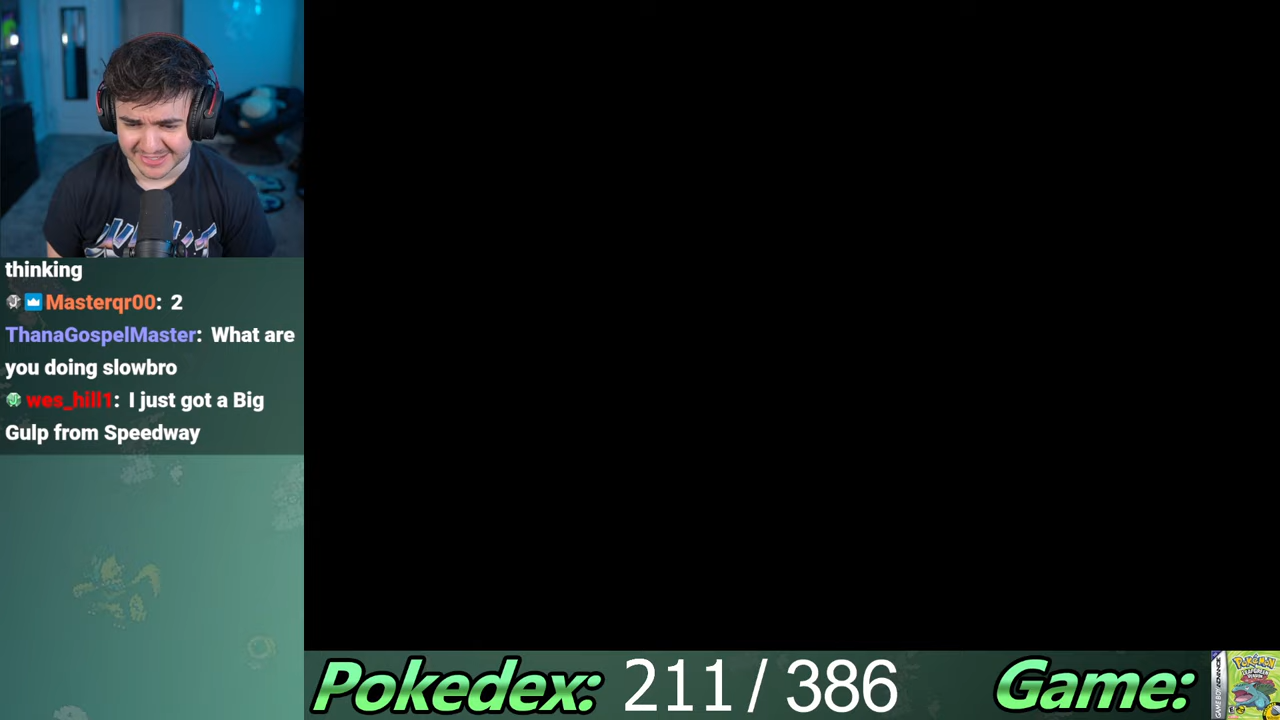 thinking
Masterqr00: 2
ThanaGospelMaster: What are
you doing slowbro
wes_hill1: I just got a Big
Gulp from Speedway
Pokedex: 211 / 386
Game:
POKéMON